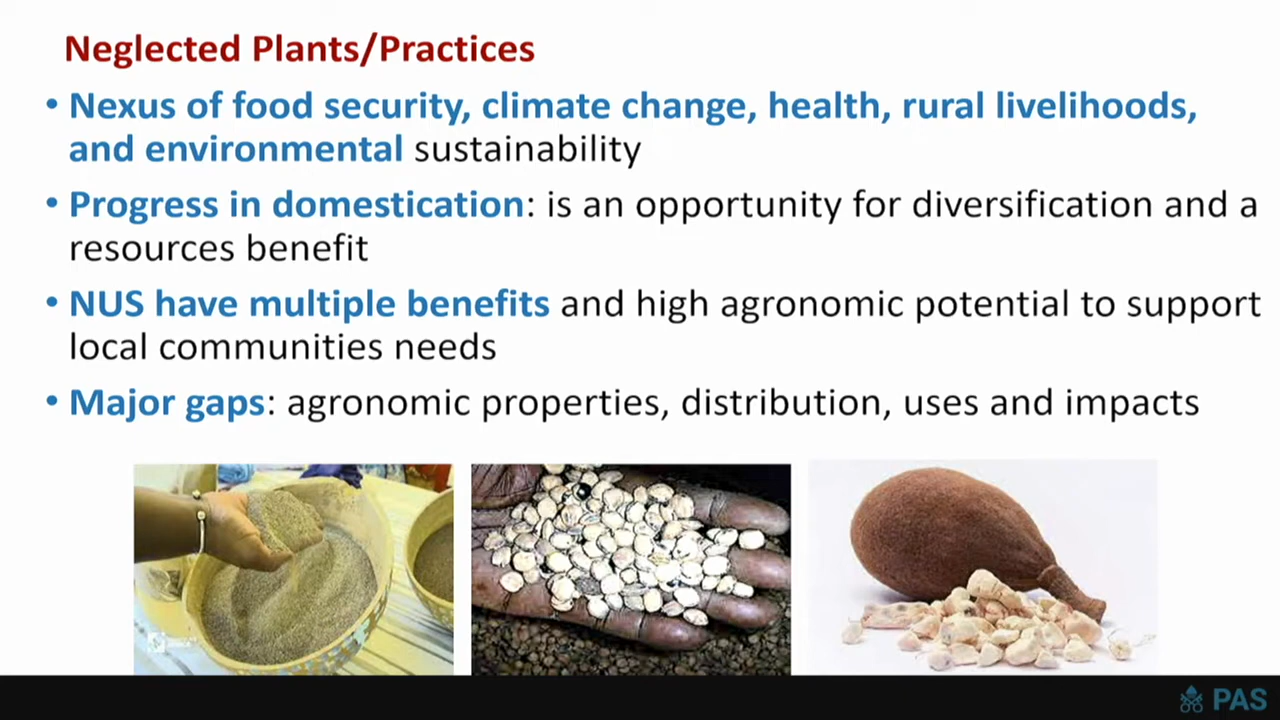 Neglected Plants/Practices
• Nexus of food security, climate change, health, rural livelihoods,
and environmental sustainability
• Progress in domestication: is an opportunity for diversification and a
resources benefit
• NUS have multiple benefits and high agronomic potential to support
local communities needs
• Major gaps: agronomic properties, distribution, uses and impacts
PAS